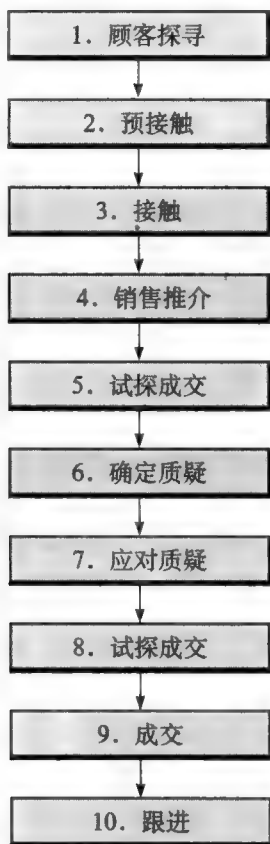 1. 顾客探寻
2. 预接触
3. 接触
4. 销售推介
5. 试探成交
6. 确定质疑
7. 应对质疑
8. 试探成交
9. 成交
10. 跟进